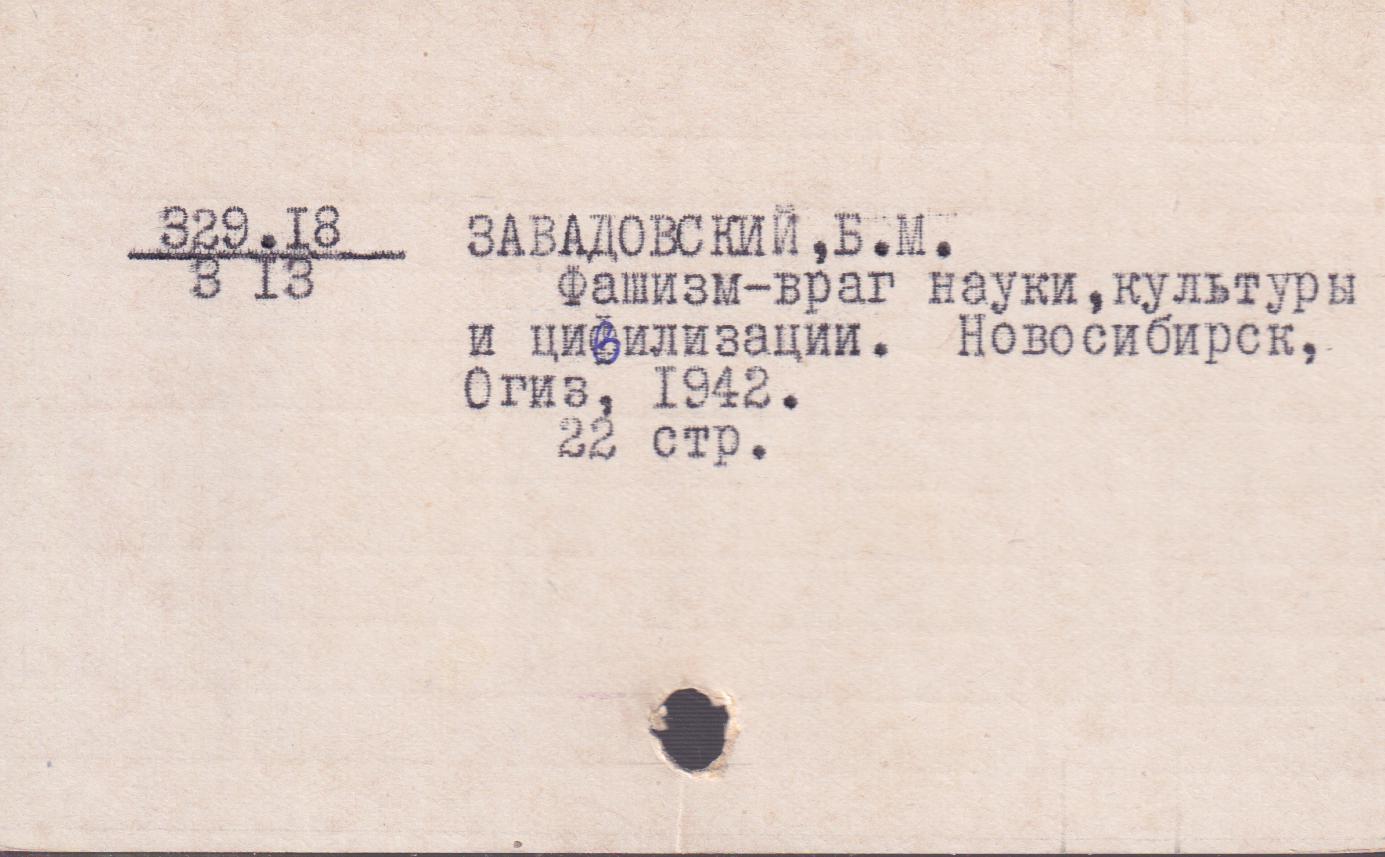 329.18
З 13
ЗАВАДОВСКИЙ,Б.М.
Фашизм-враг науки,культуры
и цивилизации. Новосибирск,
Огиз, 1942.
22 стр.